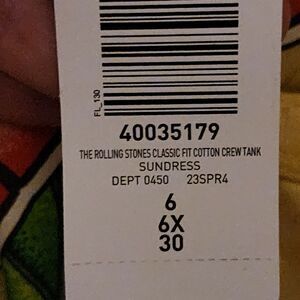 FL_130
40035179
THE ROLLING STONES CLASSIC FIT COTTON CREW TANK
SUNDRESS
DEPT 0450 23SPR4
6
6X
30